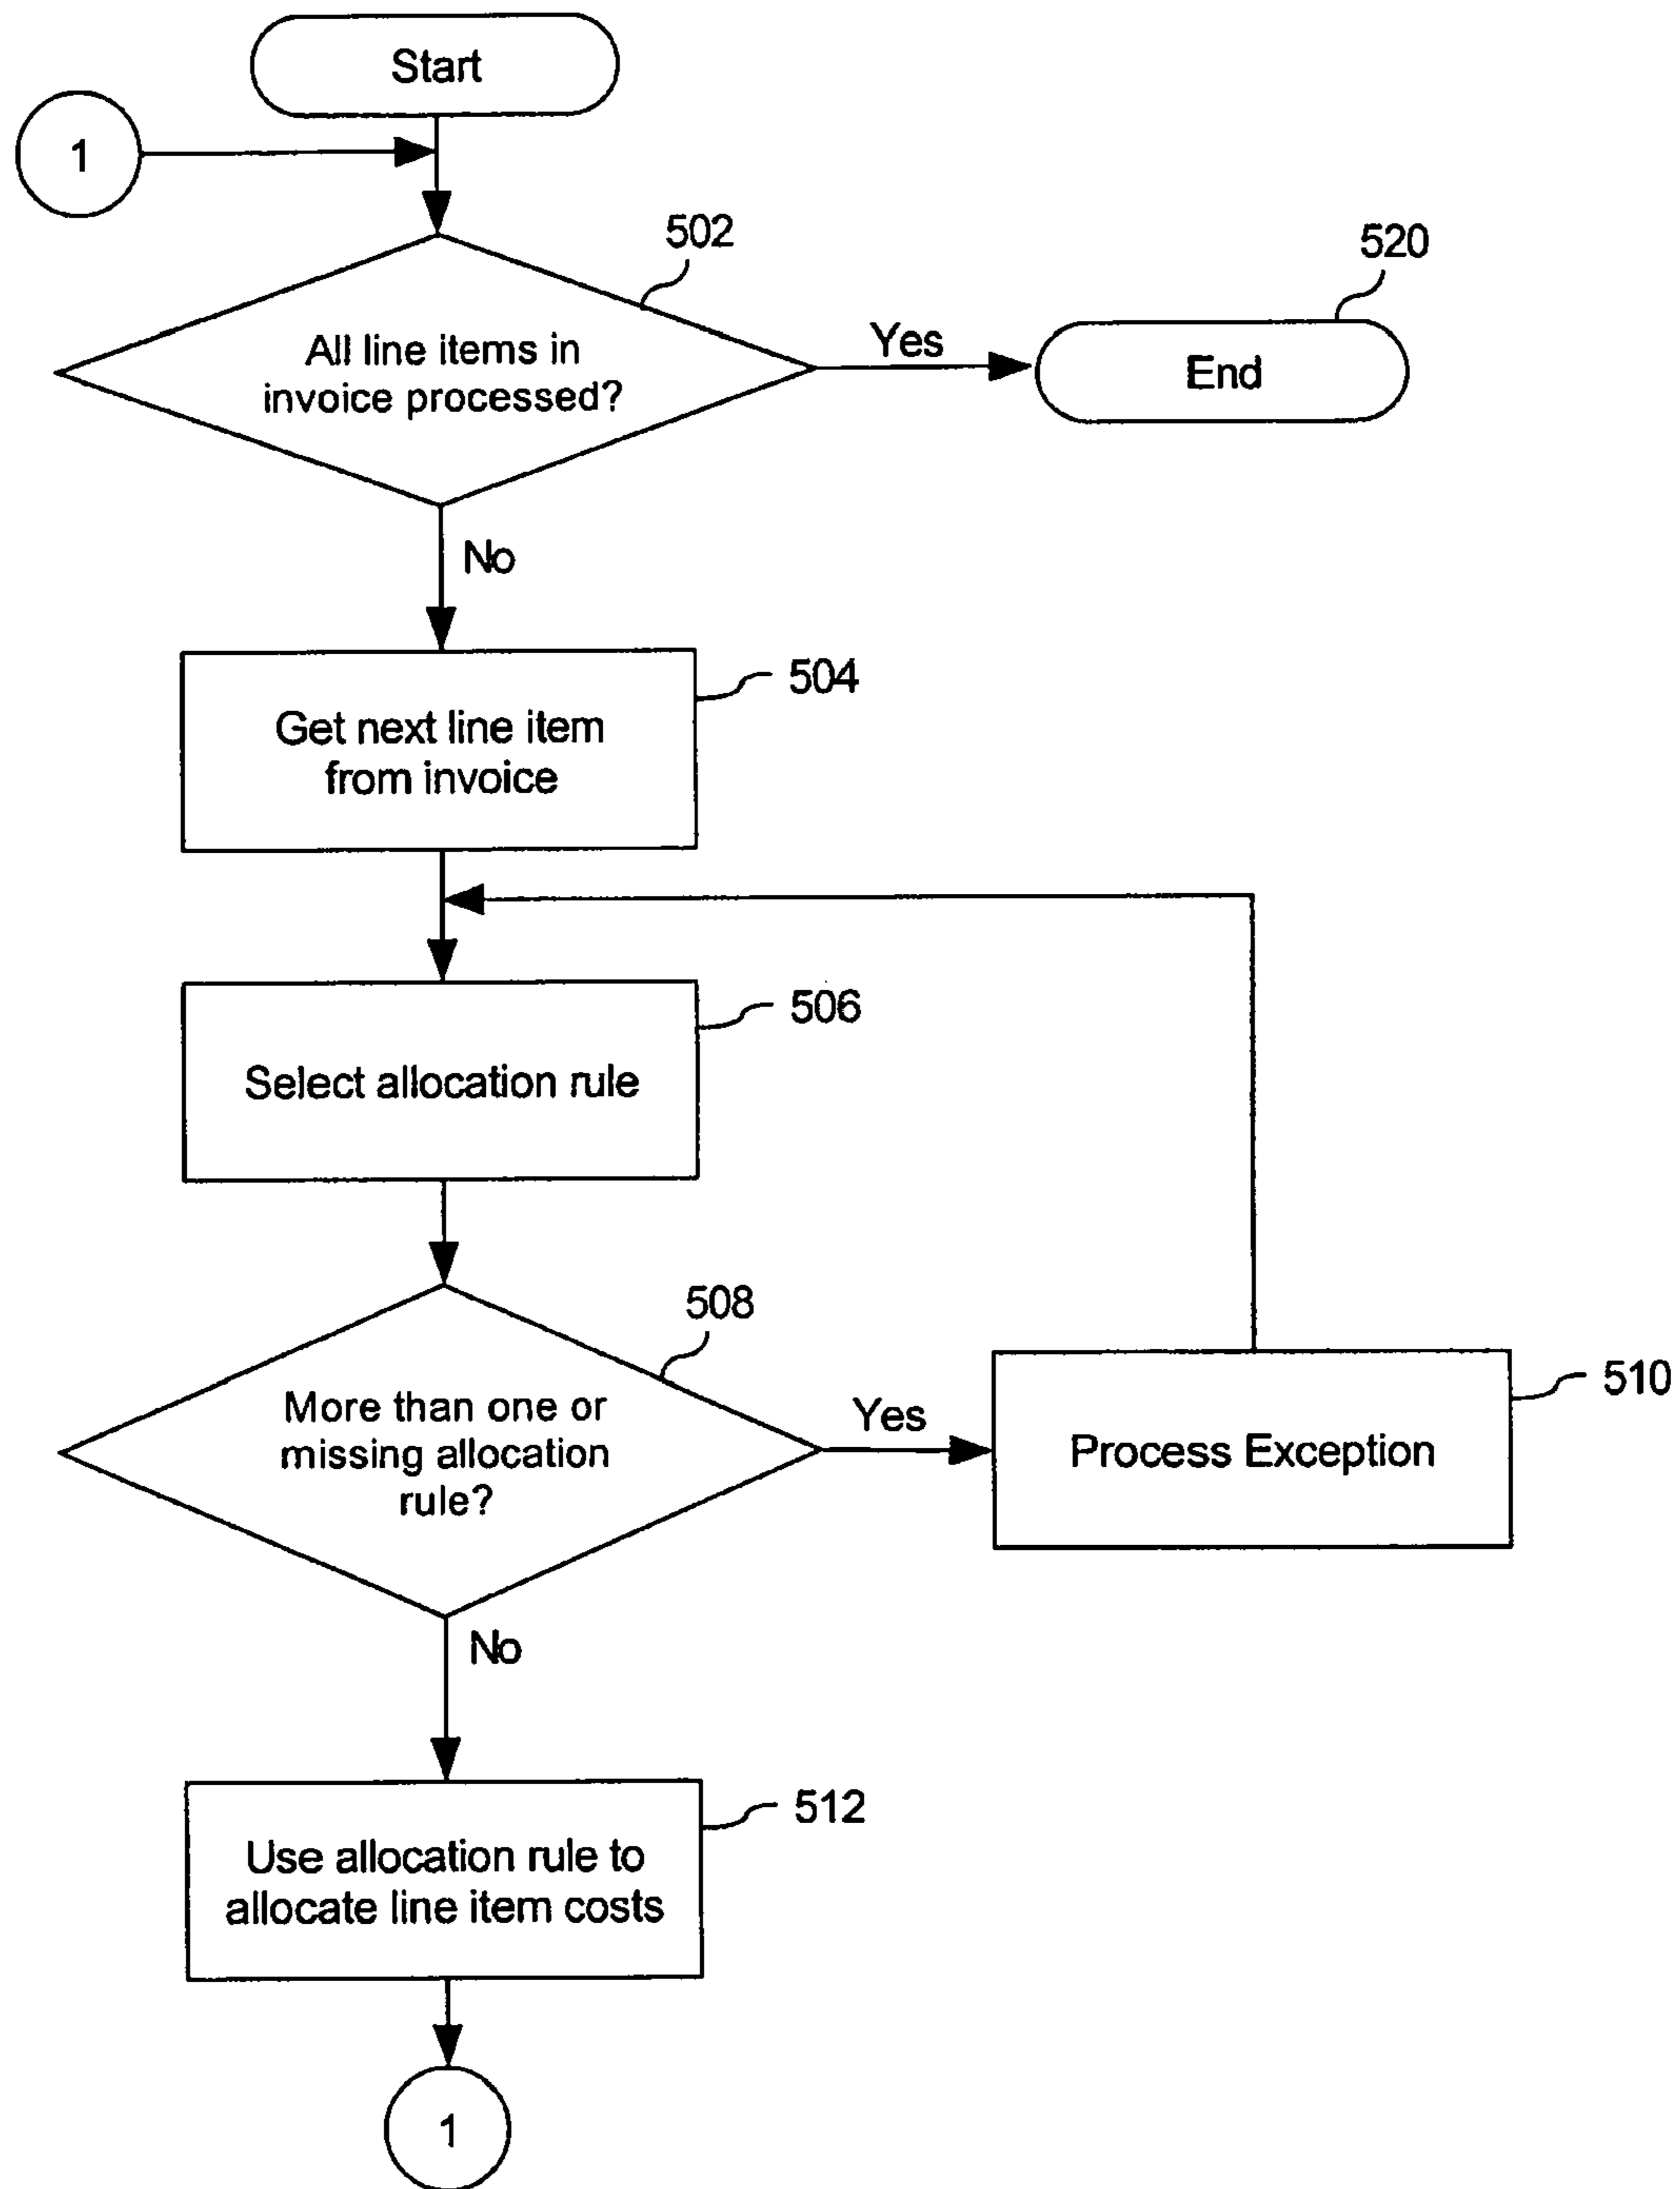 Start
1
502
520
All line items in
invoice processed?
Yes
End
No
504
Get next line item
from invoice
506
Select allocation rule
508
More than one or
missing allocation
rule?
Yes
510
Process Exception
No
512
Use allocation rule to
allocate line item costs
1